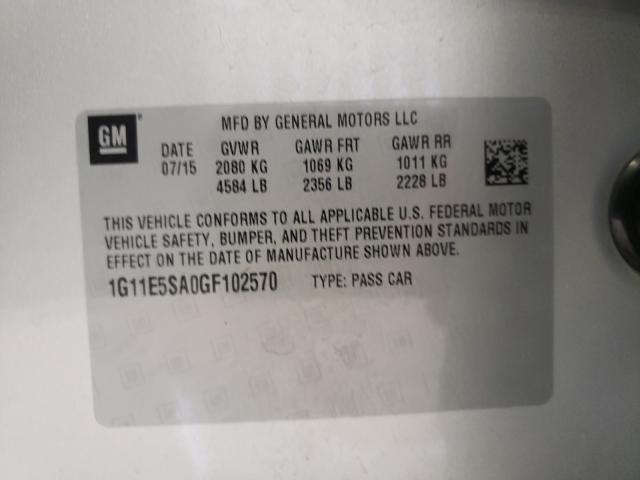 GM
MFD BY GENERAL MOTORS LLC
DATE GVWR GAWR FRT GAWR RR
07/15 2080 KG 1069 KG 1011 KG
4584 LB 2356 LB 2228 LB
THIS VEHICLE CONFORMS TO ALL APPLICABLE U.S. FEDERAL MOTOR
VEHICLE SAFETY, BUMPER, AND THEFT PREVENTION STANDARDS IN
EFFECT ON THE DATE OF MANUFACTURE SHOWN ABOVE.
1G11E5SA0GF102570 TYPE: PASS CAR